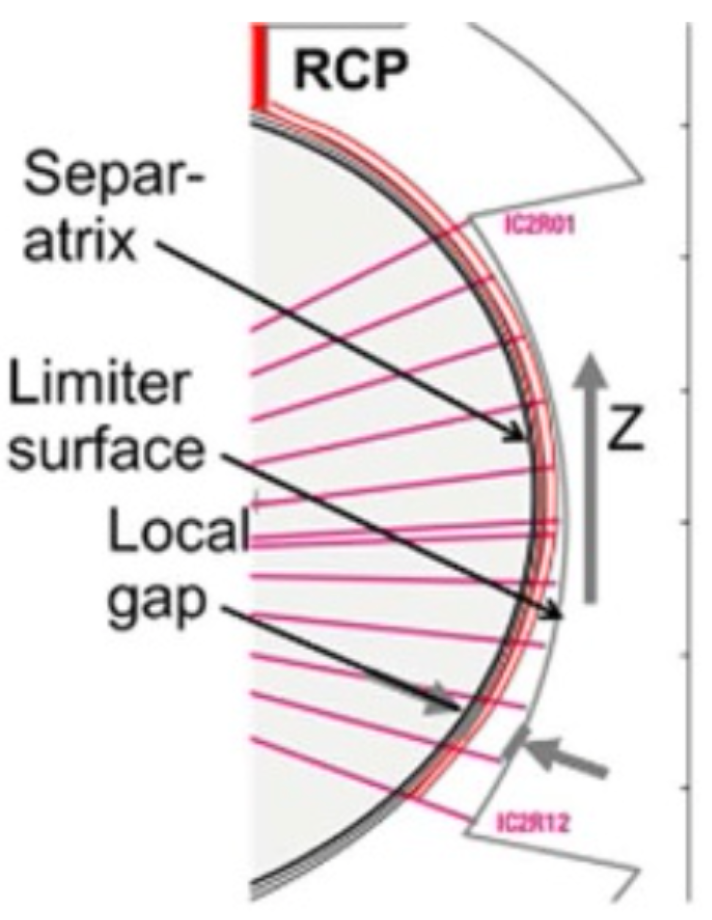 RCP
Separ-
atrix
IC2R01
Limiter
surface
Z
Local
gap
IC2R12